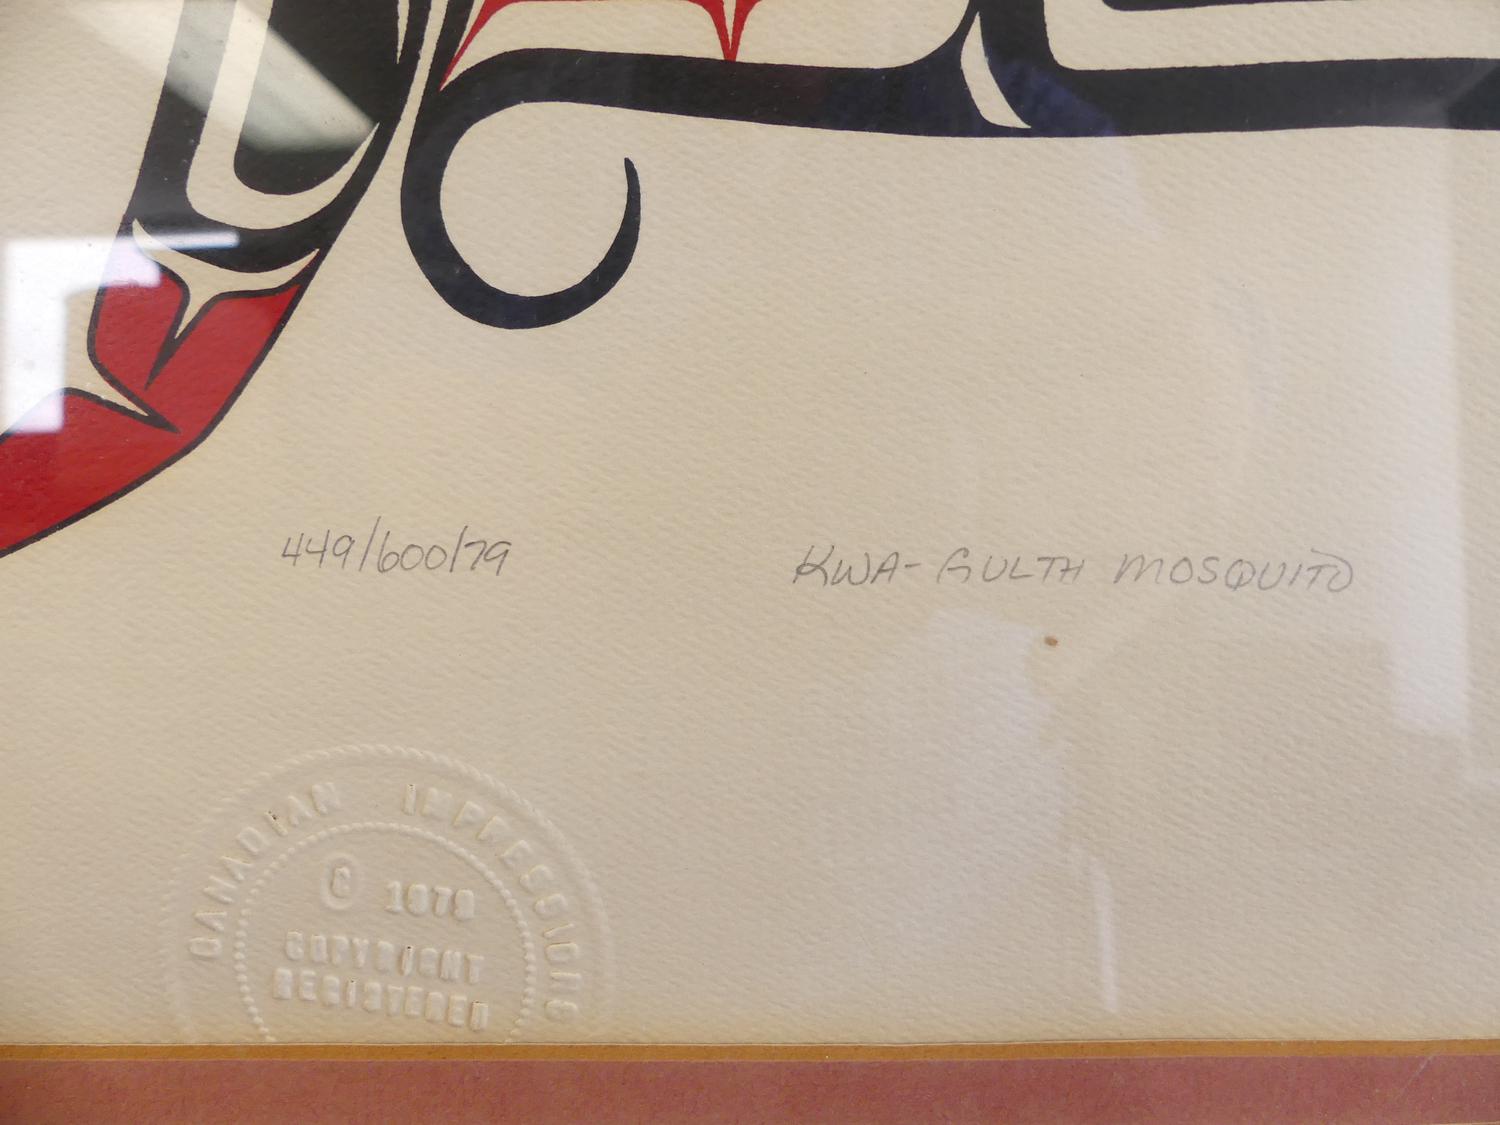 449/600/79
KWA-GULTH MOSQUITO
CANADIAN IMPRESSIONS
© 1979
COPYRIGHT
REGISTERED